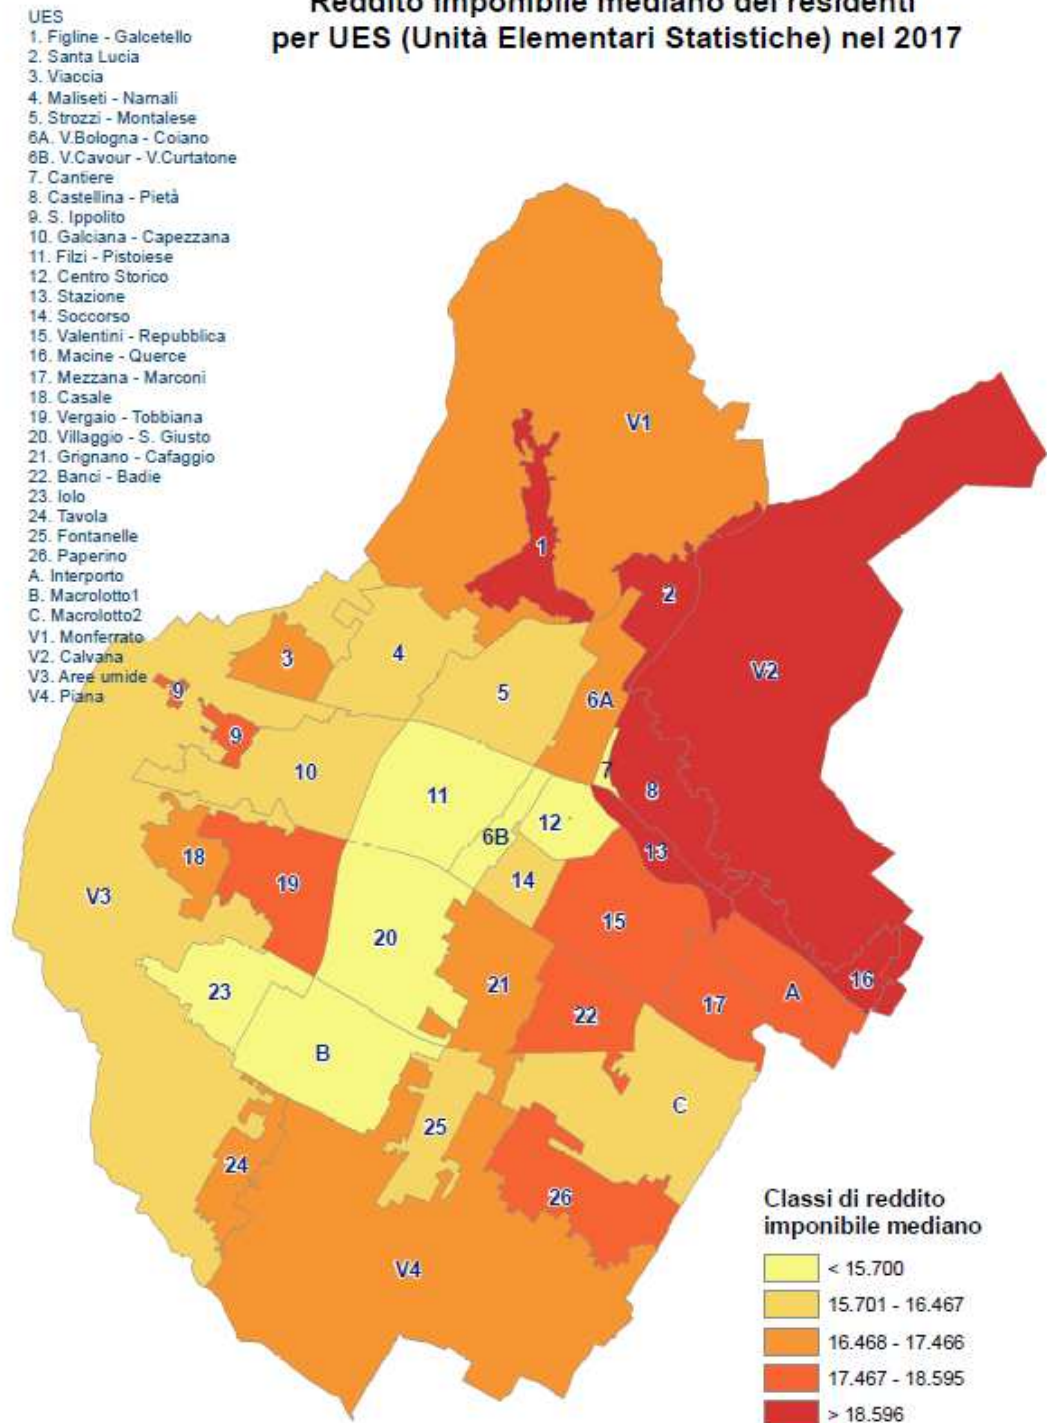 Reddito imponibile mediano dei residenti
per UES (Unità Elementari Statistiche) nel 2017
UES
1. Figline - Galcetello
2. Santa Lucia
3. Viaccia
4. Maliseti - Narnali
5. Strozzi - Montalese
6A. V.Bologna - Coiano
6B. V.Cavour - V.Curtatone
7. Cantiere
8. Castellina - Pietà
9. S. Ippolito
10. Galciana - Capezzana
11. Filzi - Pistoiese
12. Centro Storico
13. Stazione
14. Soccorso
15. Valentini - Repubblica
16. Macine - Querce
17. Mezzana - Marconi
18. Casale
19. Vergaio - Tobbiana
20. Villaggio - S. Giusto
21. Grignano - Cafaggio
22. Banci - Badie
23. Iolo
24. Tavola
25. Fontanelle
26. Paperino
A. Interporto
B. Macrolotto1
C. Macrolotto2
V1. Monferrato
V2. Calvana
V3. Aree umide
V4. Piana
V1
1
2
V2
3
4
5
6A
9
9
10
7
8
11
12
6B
13
18
19
14
V3
15
20
21
23
22
17
A
16
B
C
25
24
26
V4
Classi di reddito
imponibile mediano
< 15.700
15.701 - 16.467
16.468 - 17.466
17.467 - 18.595
> 18.596